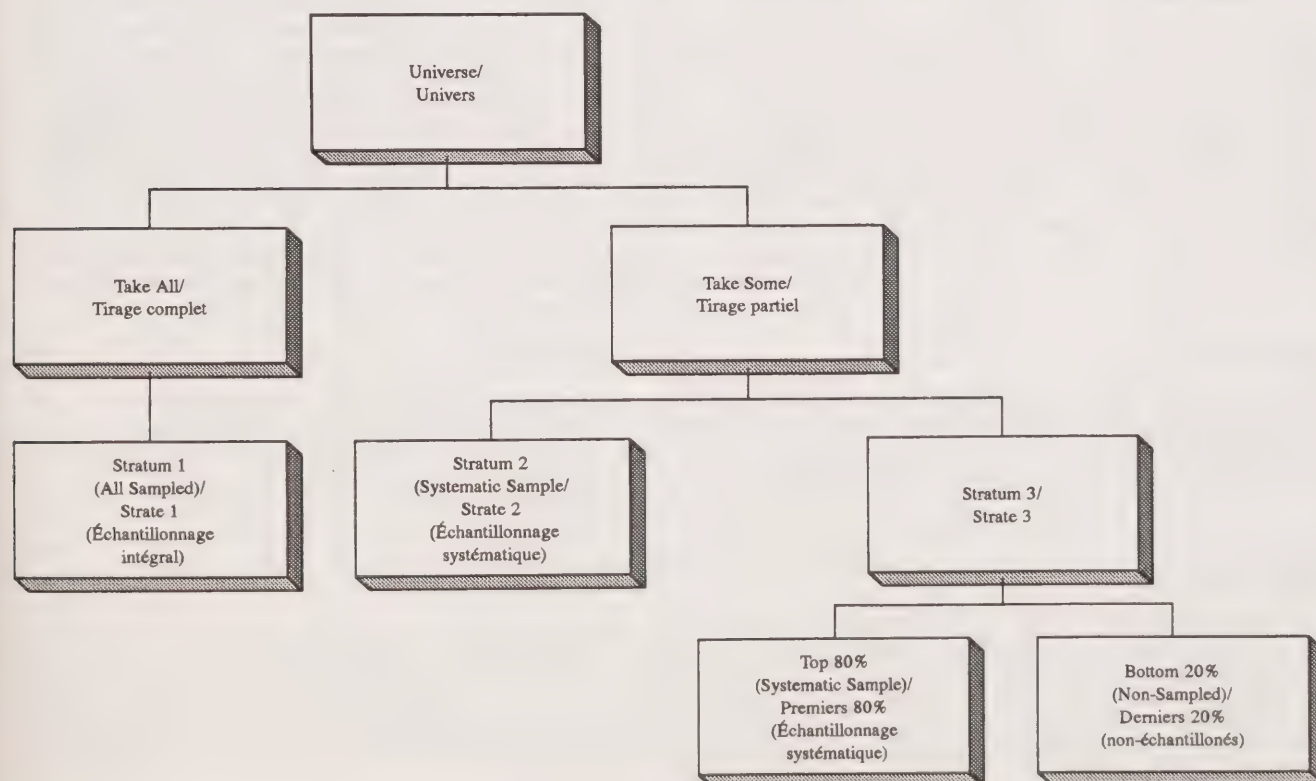 Universe/
Univers
Take All/
Tirage complet
Take Some/
Tirage partiel
Stratum 1
(All Sampled)/
Strate 1
(Échantillonnage
intégral)
Stratum 2
(Systematic Sample/
Strate 2
(Échantillonnage
systématique)
Stratum 3/
Strate 3
Top 80%
(Systematic Sample)/
Premiers 80%
(Échantillonnage
systématique)
Bottom 20%
(Non-Sampled)/
Derniers 20%
(non-échantillonés)